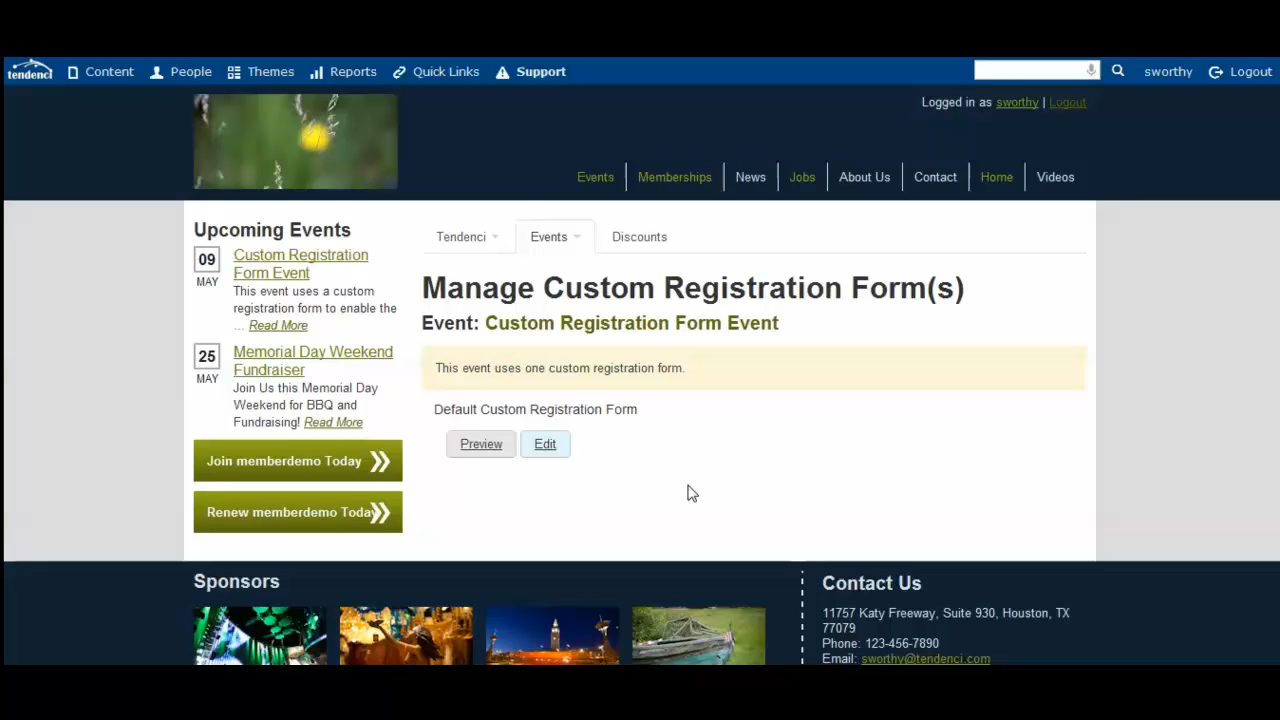 tendenci Content People Themes Reports Quick Links Support sworthy Logout
Logged in as sworthy | Logout
Events Memberships News Jobs About Us Contact Home Videos
Upcoming Events
09
MAY
Custom Registration
Form Event
This event uses a custom
registration form to enable the
... Read More
25
MAY
Memorial Day Weekend
Fundraiser
Join Us this Memorial Day
Weekend for BBQ and
Fundraising! Read More
Join memberdemo Today
Renew memberdemo Today
Tendenci Events Discounts
Manage Custom Registration Form(s)
Event: Custom Registration Form Event
This event uses one custom registration form.
Default Custom Registration Form
Preview Edit
Sponsors
Contact Us
11757 Katy Freeway, Suite 930, Houston, TX
77079
Phone: 123-456-7890
Email: sworthy@tendenci.com